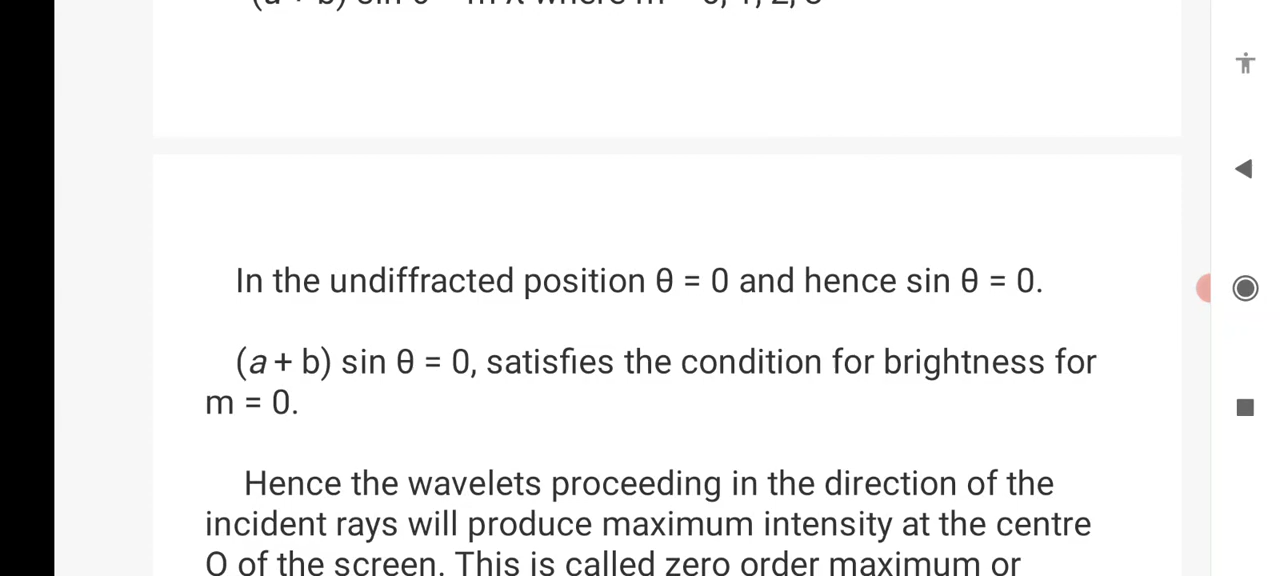 In the undiffracted position θ = 0 and hence sin θ = 0.
(a + b) sin θ = 0, satisfies the condition for brightness for
m = 0.
Hence the wavelets proceeding in the direction of the
incident rays will produce maximum intensity at the centre
O of the screen. This is called zero order maximum or